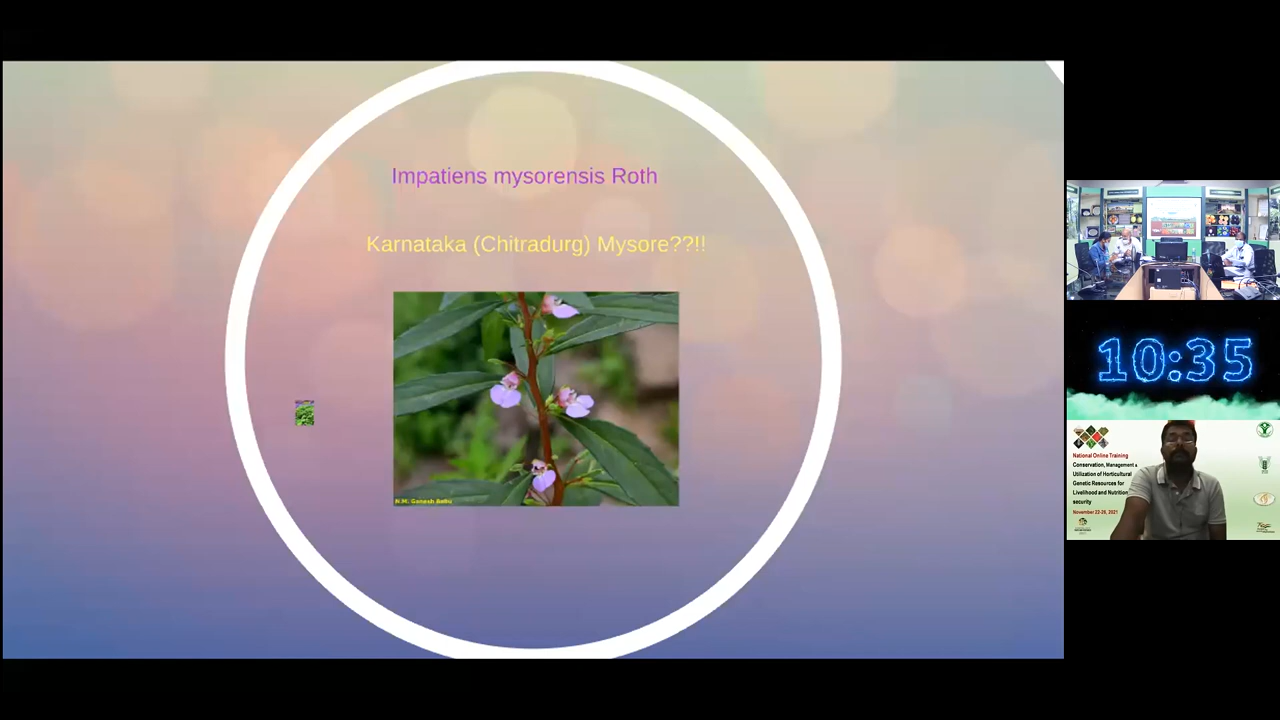 Impatiens mysorensis Roth
Karnataka (Chitradurg) Mysore??!!
N.M. Ganesh Babu
10:35
National Online Training
Conservation, Management &
Utilization of Horticultural
Genetic Resources for
Livelihood and Nutrition
security
November 22-26, 2021